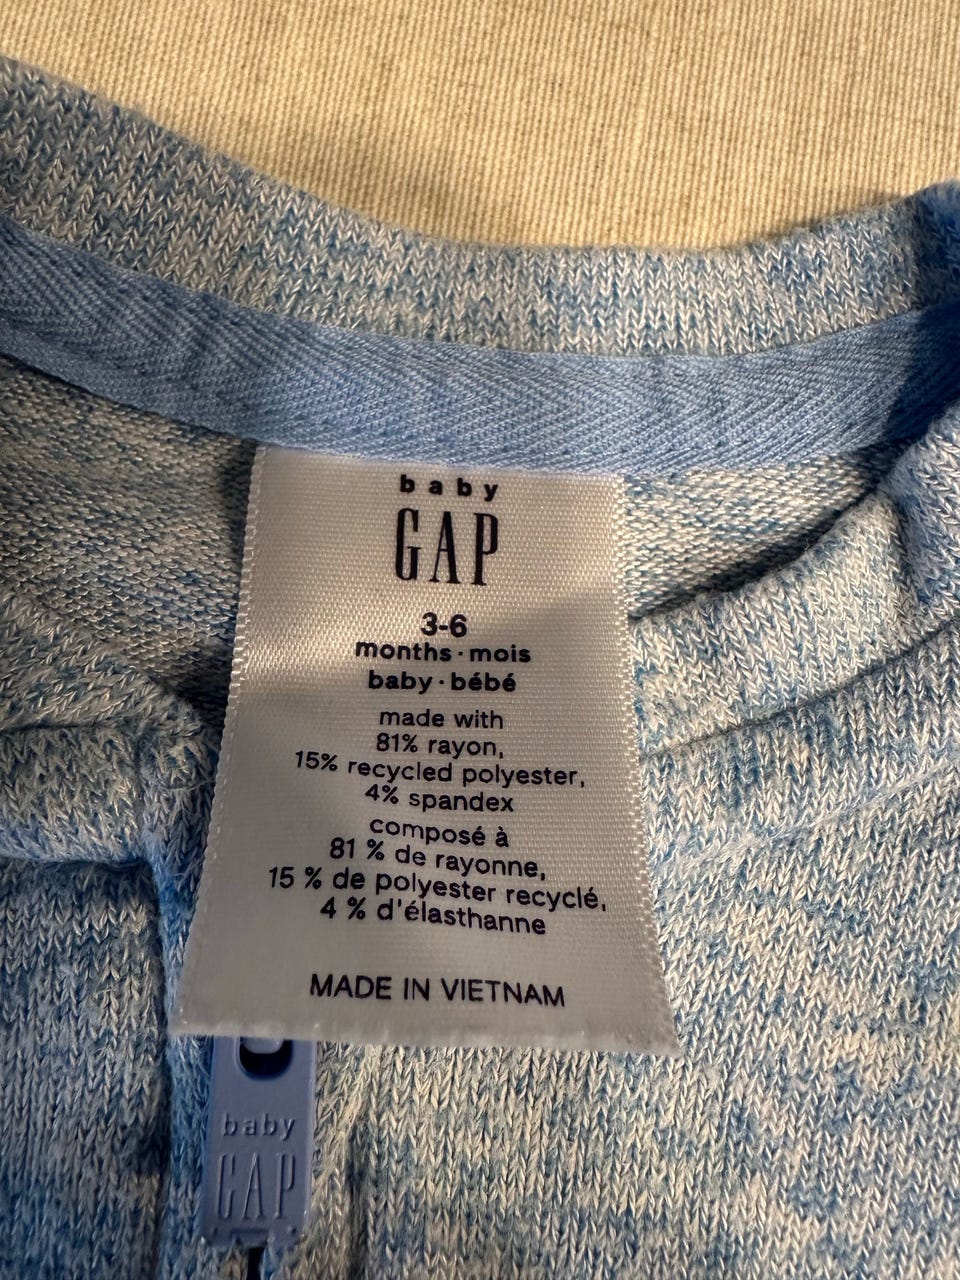 baby
GAP
3-6
months · mois
baby · bébé
made with
81% rayon,
15% recycled polyester,
4% spandex
composé à
81 % de rayonne,
15 % de polyester recyclé,
4 % d'élasthanne
MADE IN VIETNAM
baby
GAP